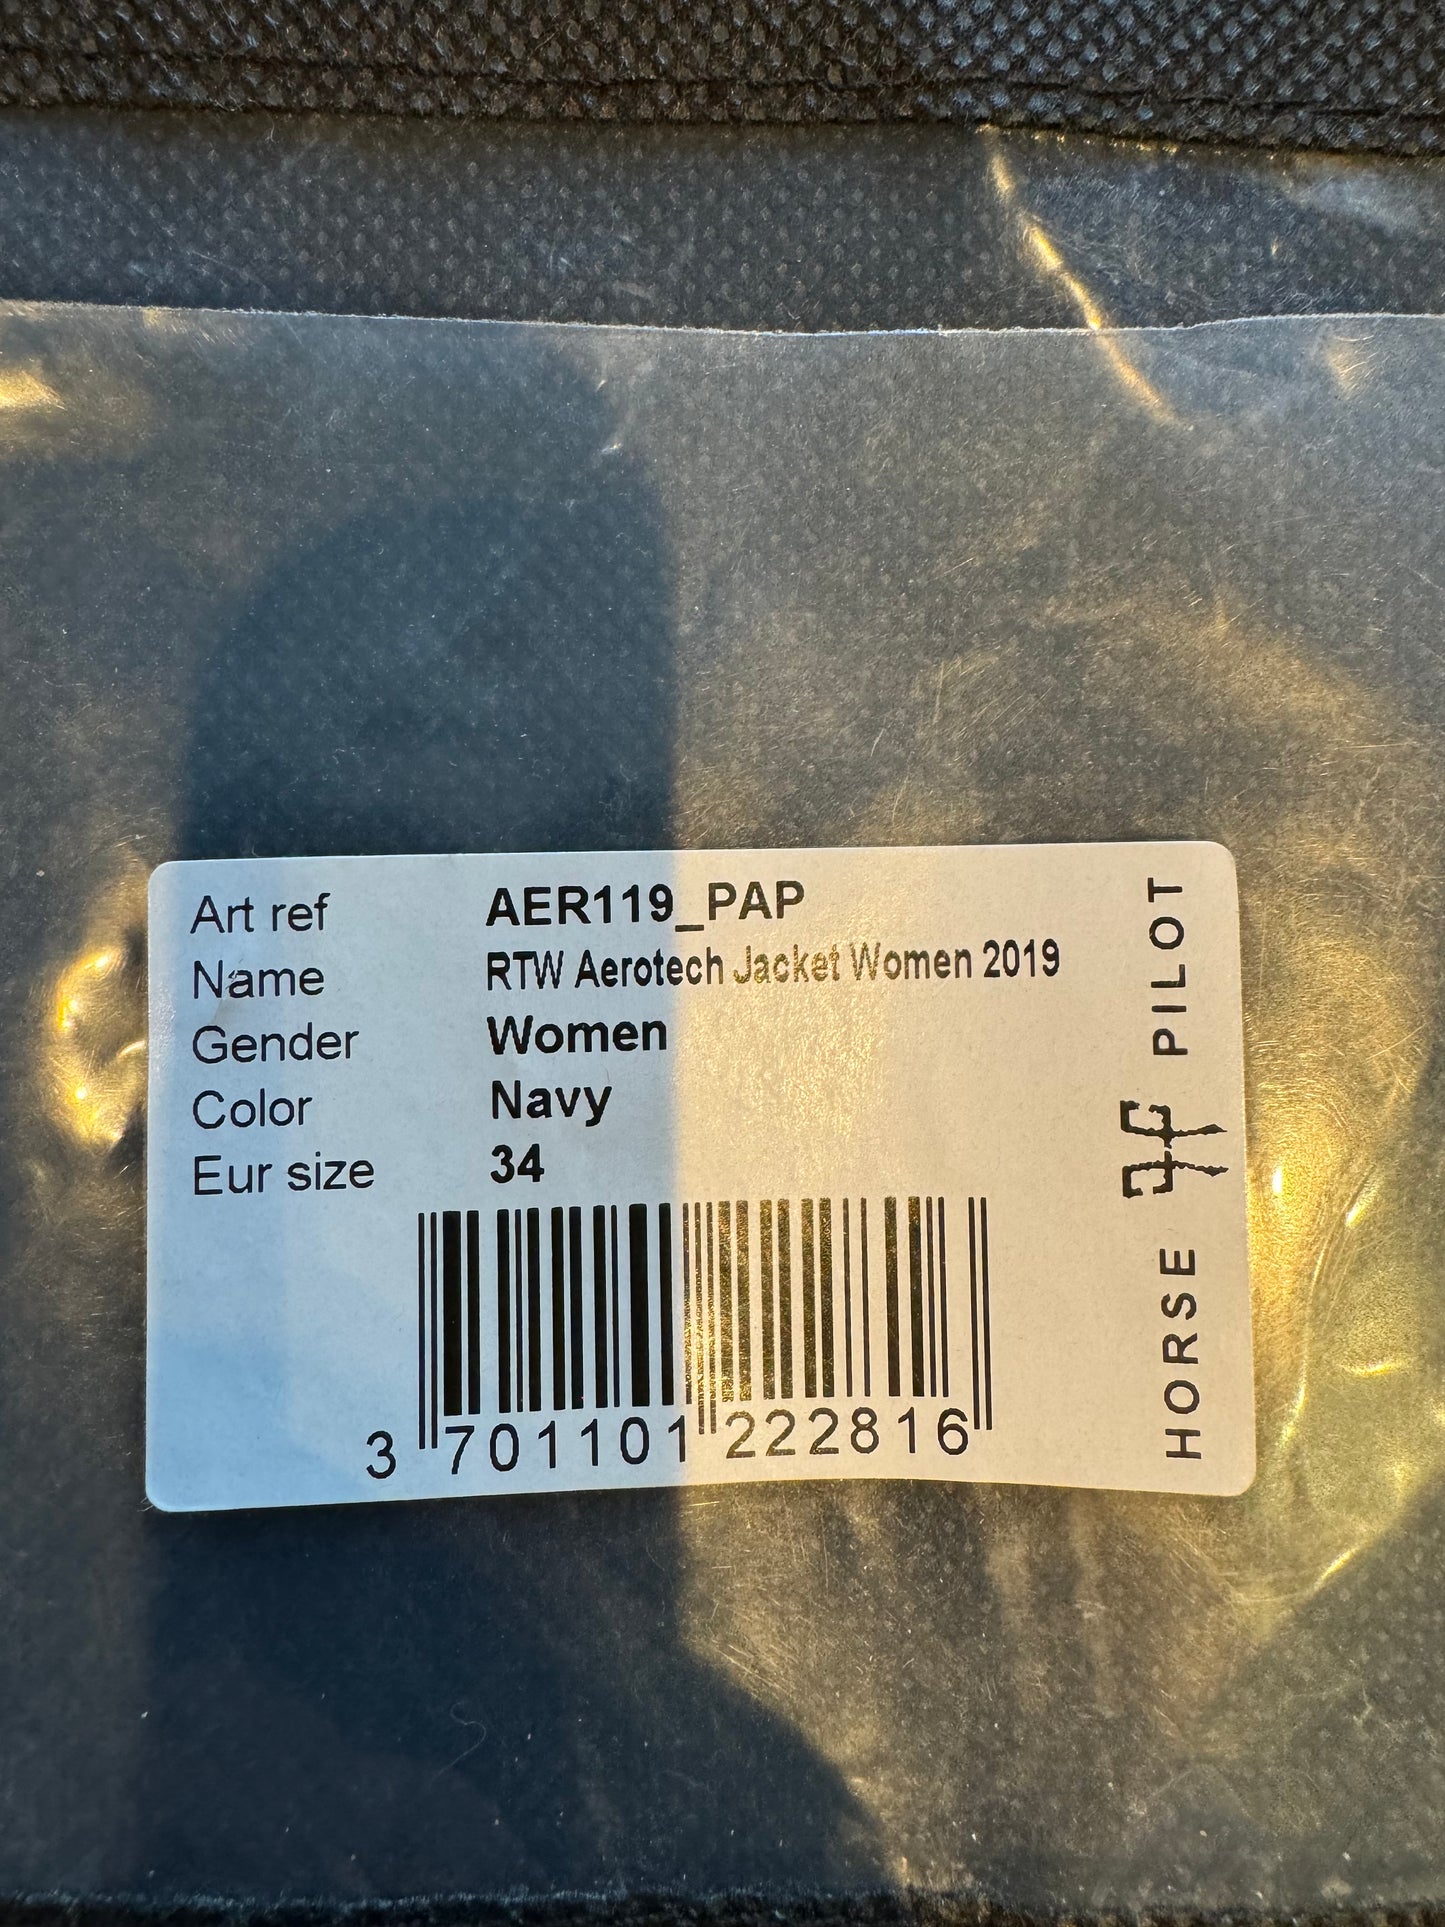 Art ref AER119_PAP
Name RTW Aerotech Jacket Women 2019
Gender Women
Color Navy
Eur size 34
3 701101 222816
HORSE PILOT